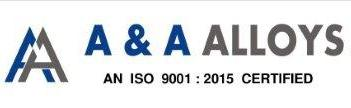 A & A ALLOYS
AN ISO 9001 : 2015 CERTIFIED